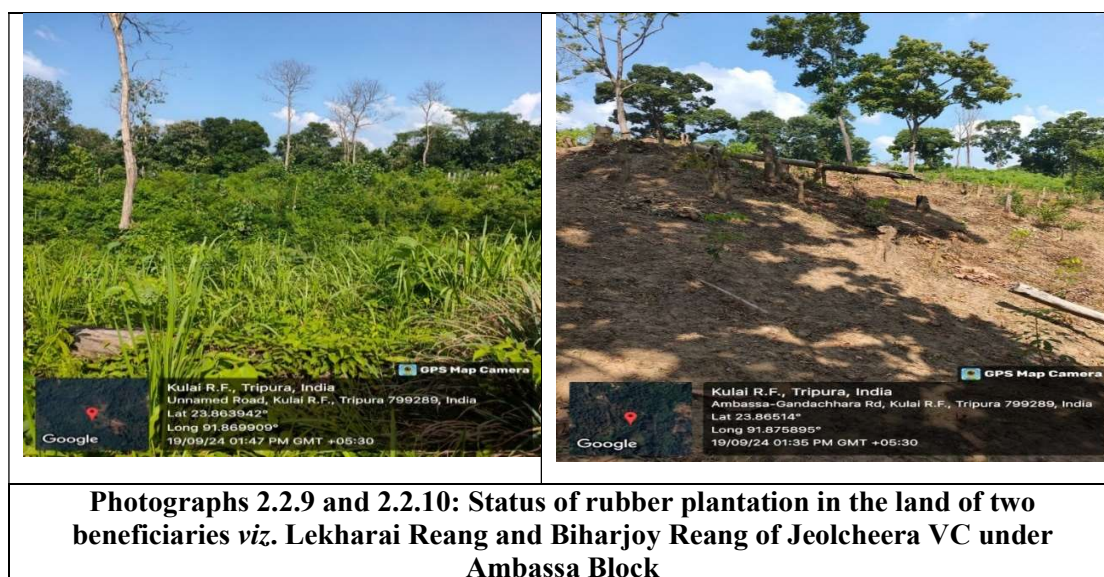 GPS Map Camera
Kulai R.F., Tripura, India
Unnamed Road, Kulai R.F., Tripura 799289, India
Lat 23.863942°
Long 91.869909°
19/09/24 01:47 PM GMT +05:30
Google
GPS Map Camera
Kulai R.F., Tripura, India
Ambassa-Gandachhara Rd, Kulai R.F., Tripura 799289, India
Lat 23.86514°
Long 91.875895°
19/09/24 01:35 PM GMT +05:30
Google
Photographs 2.2.9 and 2.2.10: Status of rubber plantation in the land of two
beneficiaries viz. Lekharai Reang and Biharjoy Reang of Jeolcheera VC under
Ambassa Block